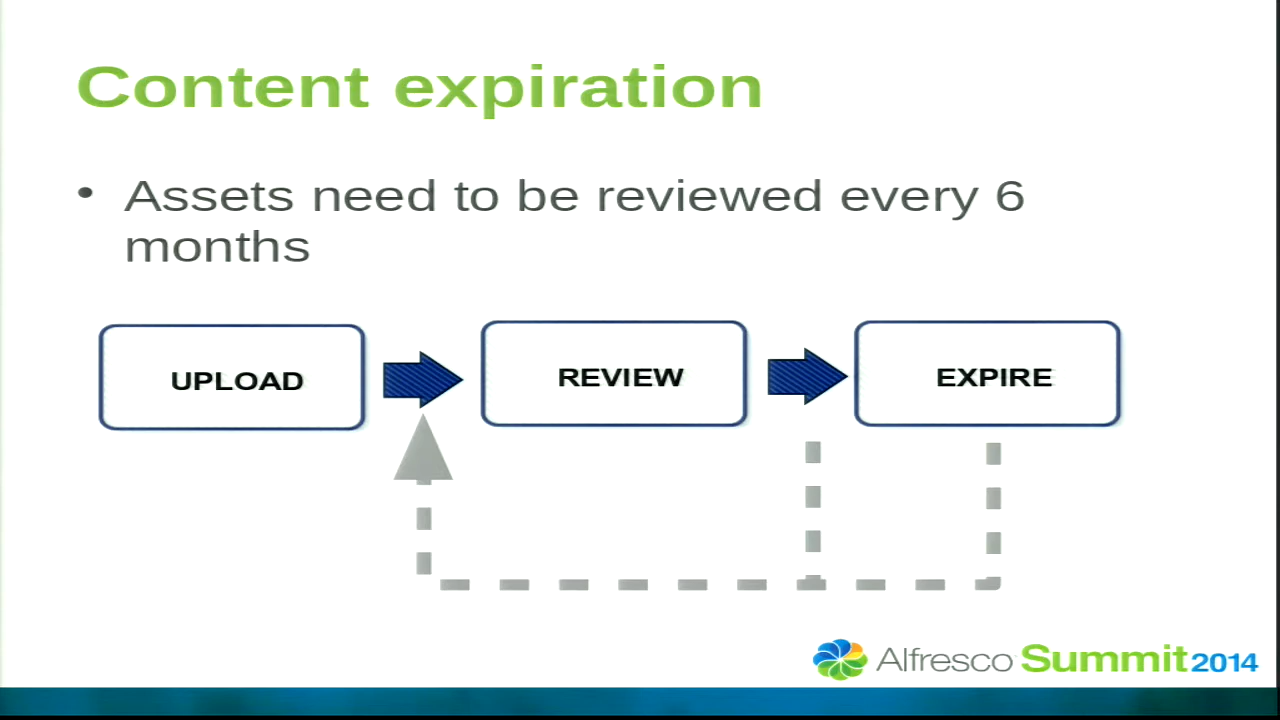 Content expiration
• Assets need to be reviewed every 6
months
UPLOAD
REVIEW
EXPIRE
Alfresco Summit 2014